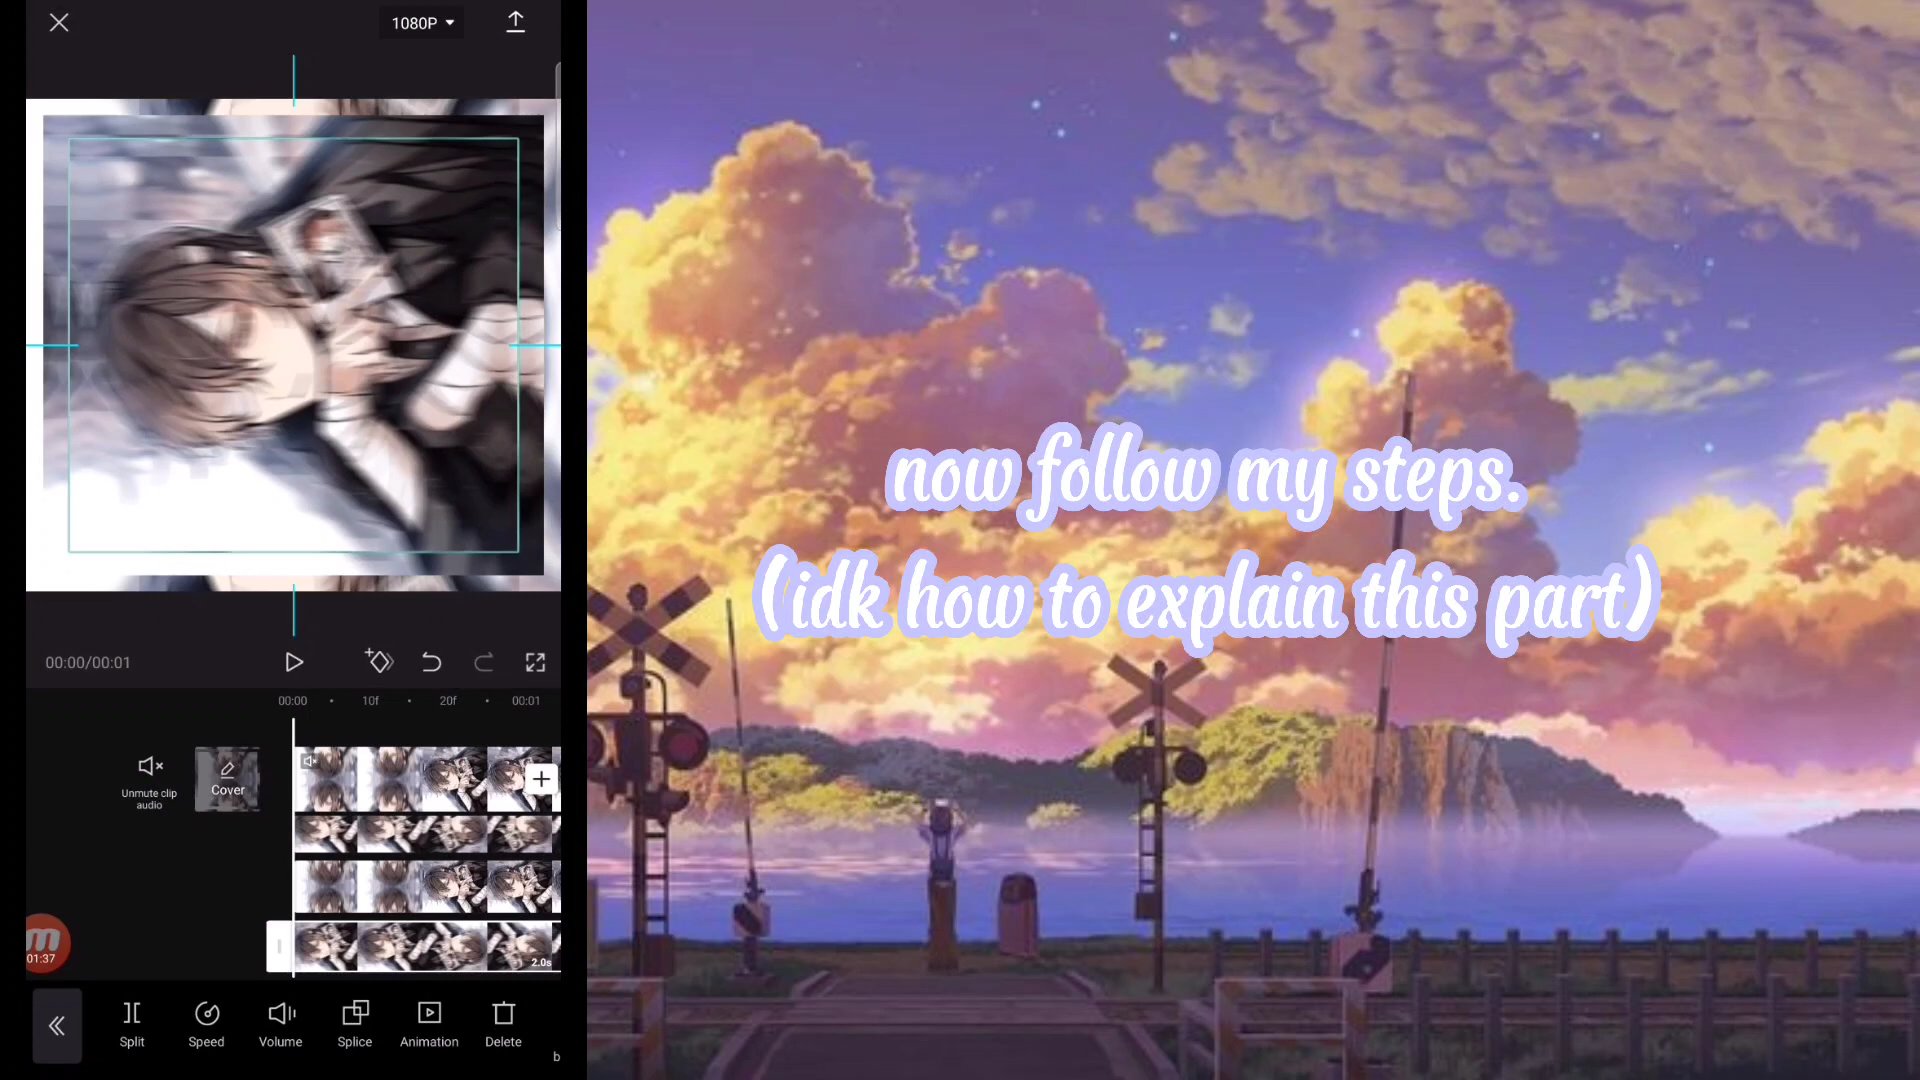 1080P
now follow my steps.
(idk how to explain this part)
00:00/00:01
00:00
10f
20f
00:01
Unmute clip
audio
Cover
2.0s
m
01:37
Split
Speed
Volume
Splice
Animation
Delete
b